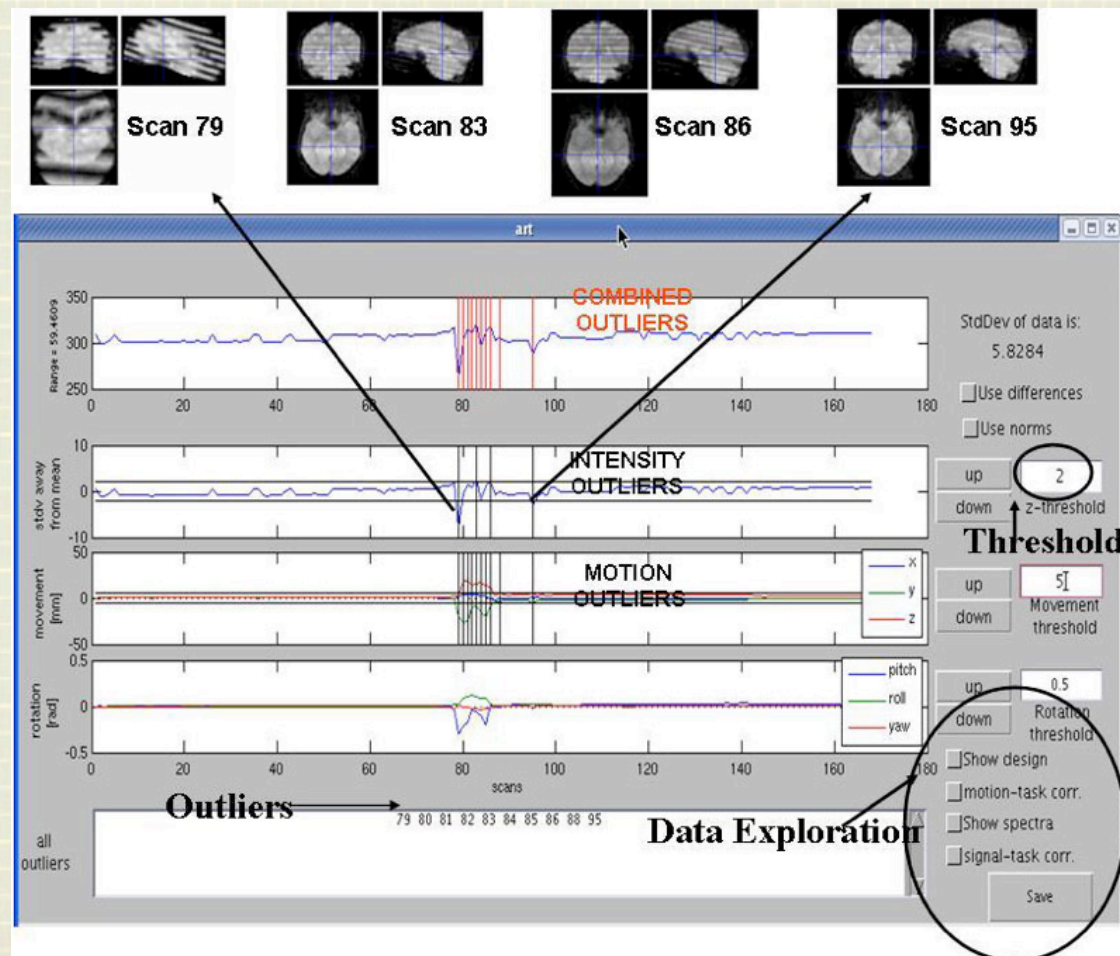 Scan 79
Scan 83
Scan 86
Scan 95
art
Range = 59.4609
350
300
250
COMBINED
OUTLIERS
0 20 40 60 80 100 120 140 160 180
StdDev of data is:
5.8284
Use differences
Use norms
stdv away
from mean
10
0
-10
INTENSITY
OUTLIERS
up
down
2
z-threshold
Threshold
movement
[mm]
50
0
-50
MOTION
OUTLIERS
x
y
z
up
down
5
Movement
threshold
rotation
[rad]
0.5
0
-0.5
pitch
roll
yaw
0 20 40 60 80 100 120 140 160 180
scans
up
down
0.5
Rotation
threshold
Show design
motion-task corr.
Show spectra
signal-task corr.
Save
Outliers
79 80 81 82 83 84 85 86 88 95
all
outliers
Data Exploration